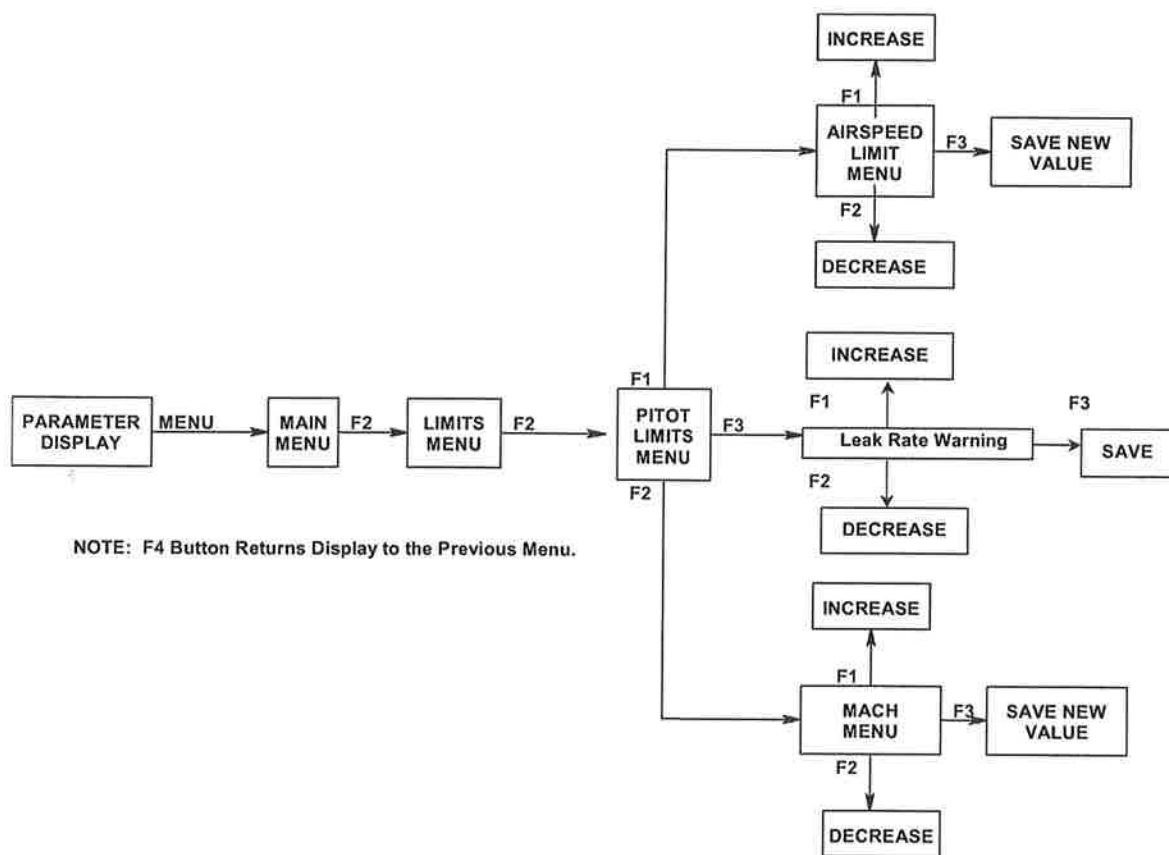 INCREASE
F1
AIRSPEED
LIMIT
MENU
F3
SAVE NEW
VALUE
F2
DECREASE
INCREASE
F1
F1
F3
PARAMETER
DISPLAY
MENU
MAIN
MENU
F2
LIMITS
MENU
F2
PITOT
LIMITS
MENU
F3
Leak Rate Warning
SAVE
F2
F2
DECREASE
NOTE: F4 Button Returns Display to the Previous Menu.
INCREASE
F1
MACH
MENU
F3
SAVE NEW
VALUE
F2
DECREASE